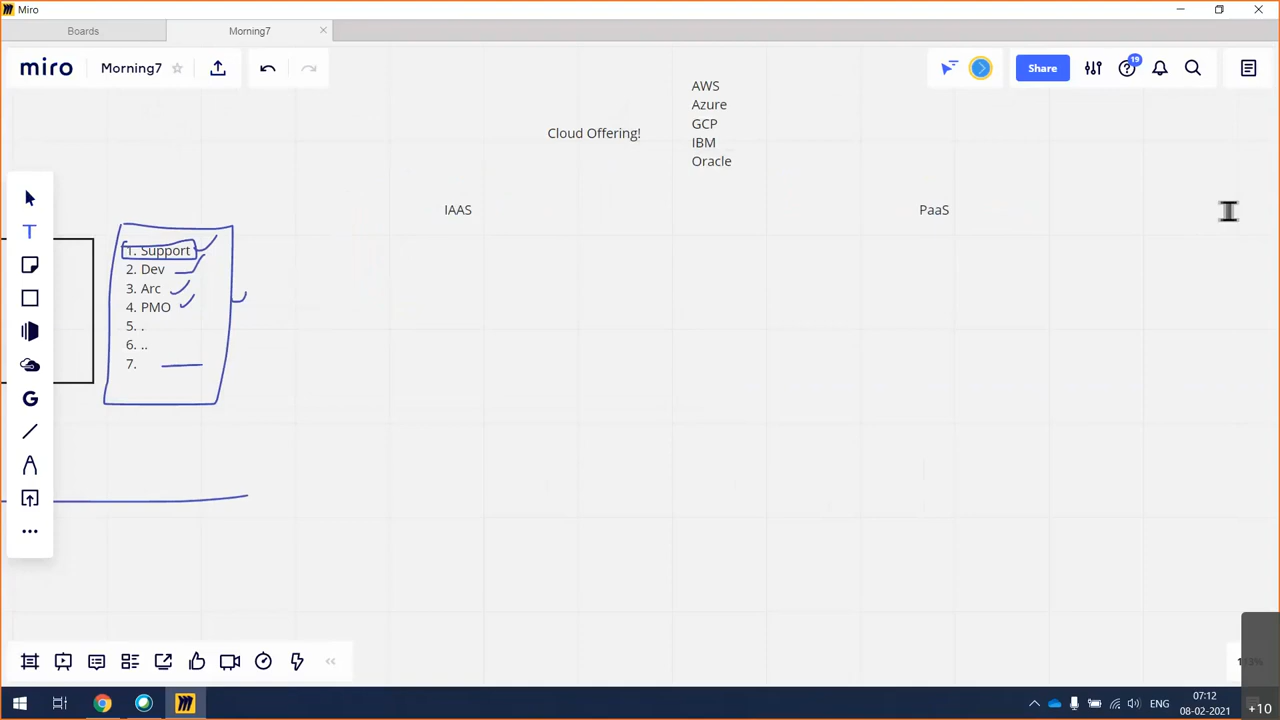 Miro
Boards
Morning7
miro
Morning7
Share
19
AWS
Azure
GCP
IBM
Oracle
Cloud Offering!
IAAS
PaaS
1. Support
2. Dev
3. Arc
4. PMO
5. .
6. ..
7.
T
G
ENG
07:12
08-02-2021
+10